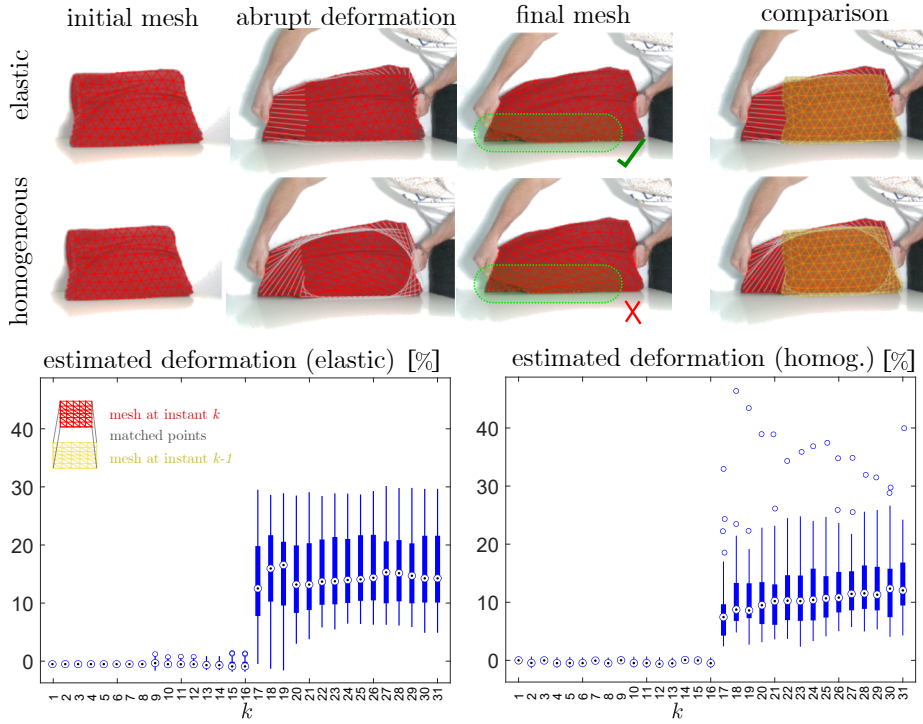 initial mesh
abrupt deformation
final mesh
comparison
elastic
homogeneous
estimated deformation (elastic) [%]
40
30
20
10
0
mesh at instant k
matched points
mesh at instant k-1
1 2 3 4 5 6 7 8 9 10 11 12 13 14 15 16 17 18 19 20 21 22 23 24 25 26 27 28 29 30 31
k
estimated deformation (homog.) [%]
40
30
20
10
0
1 2 3 4 5 6 7 8 9 10 11 12 13 14 15 16 17 18 19 20 21 22 23 24 25 26 27 28 29 30 31
k